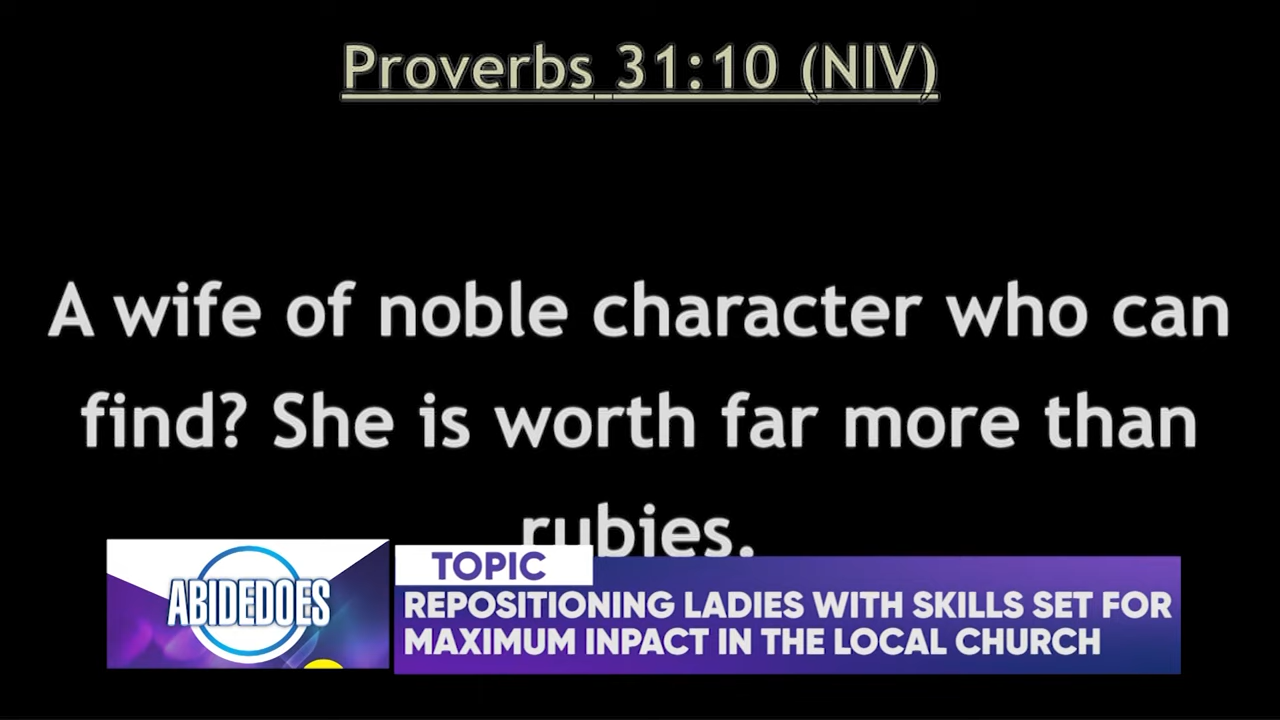 Proverbs 31:10 (NIV)
A wife of noble character who can
find? She is worth far more than
rubies.
ABIDEDOES
TOPIC
REPOSITIONING LADIES WITH SKILLS SET FOR
MAXIMUM INPACT IN THE LOCAL CHURCH